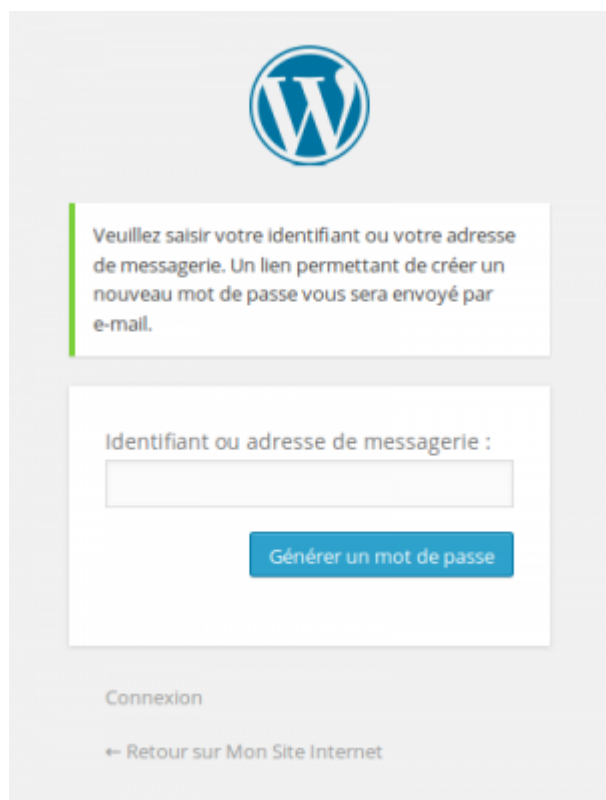 Veuillez saisir votre identifiant ou votre adresse
de messagerie. Un lien permettant de créer un
nouveau mot de passe vous sera envoyé par
e-mail.
Identifiant ou adresse de messagerie :
Générer un mot de passe
Connexion
← Retour sur Mon Site Internet